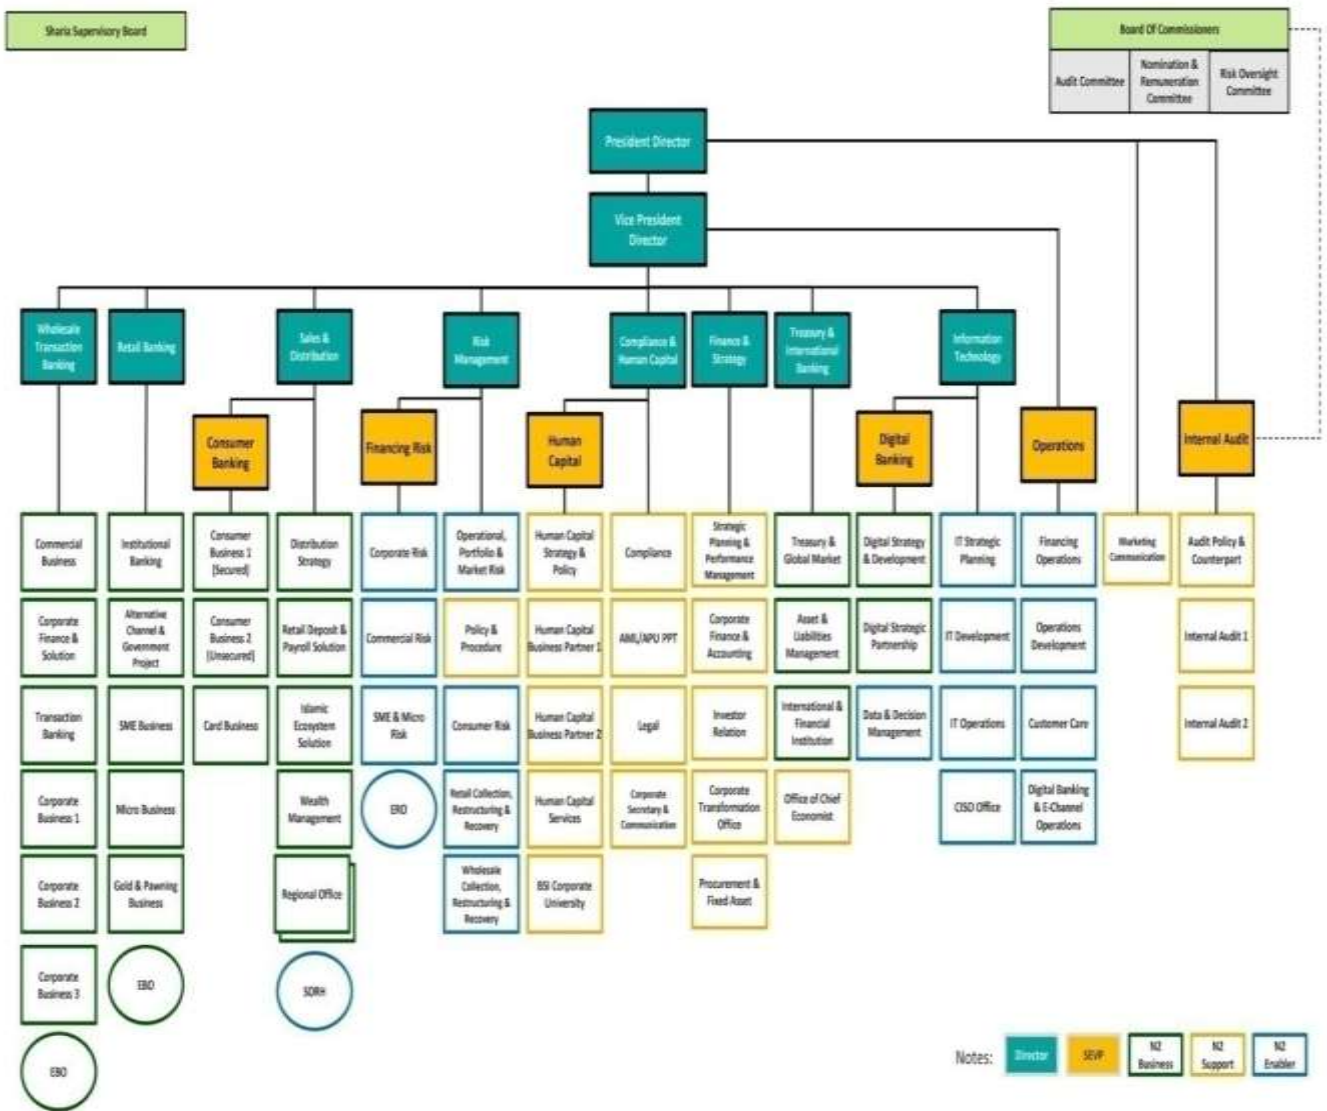 Sharia Supervisory Board
Board Of Commissioners
Audit Committee
Nomination &
Remuneration
Committee
Risk Oversight
Committee
President Director
Vice President
Director
Wholesale
Transaction
Banking
Retail Banking
Sales &
Distribution
Risk
Management
Compliance &
Human Capital
Finance &
Strategy
Treasury &
International
Banking
Information
Technology
Consumer
Banking
Financing Risk
Human
Capital
Digital
Banking
Operations
Internal Audit
Commercial
Business
Institutional
Banking
Consumer
Business 1
(Secured)
Distribution
Strategy
Corporate Risk
Operational,
Portfolio &
Market Risk
Human Capital
Strategy &
Policy
Compliance
Strategic
Planning &
Performance
Management
Treasury &
Global Market
Digital Strategy
& Development
IT Strategic
Planning
Financing
Operations
Marketing
Communication
Audit Policy &
Counterpart
Corporate
Finance &
Solution
Alternative
Channel &
Government
Project
Consumer
Business 2
(Unsecured)
Retail Deposit &
Payroll Solution
Commercial Risk
Policy &
Procedure
Human Capital
Business Partner 1
AML/APU PPT
Corporate
Finance &
Accounting
Asset &
Liabilities
Management
Digital Strategic
Partnership
IT Development
Operations
Development
Internal Audit 1
Transaction
Banking
SME Business
Card Business
Islamic
Ecosystem
Solution
SME & Micro
Risk
Consumer Risk
Human Capital
Business Partner 2
Legal
Investor
Relation
International &
Financial
Institution
Data & Decision
Management
IT Operations
Customer Care
Internal Audit 2
Corporate
Business 1
Micro Business
Wealth
Management
ERO
Retail Collection,
Restructuring &
Recovery
Human Capital
Services
Corporate
Secretary &
Communication
Corporate
Transformation
Office
Office of Chief
Economist
CISO Office
Digital Banking
& E-Channel
Operations
Corporate
Business 2
Gold & Pawning
Business
Regional Office
Wholesale
Collection,
Restructuring &
Recovery
BSI Corporate
University
Procurement &
Fixed Asset
Corporate
Business 3
EBO
SDRH
EBO
Notes:
Director
SEVP
N2
Business
N2
Support
N2
Enabler